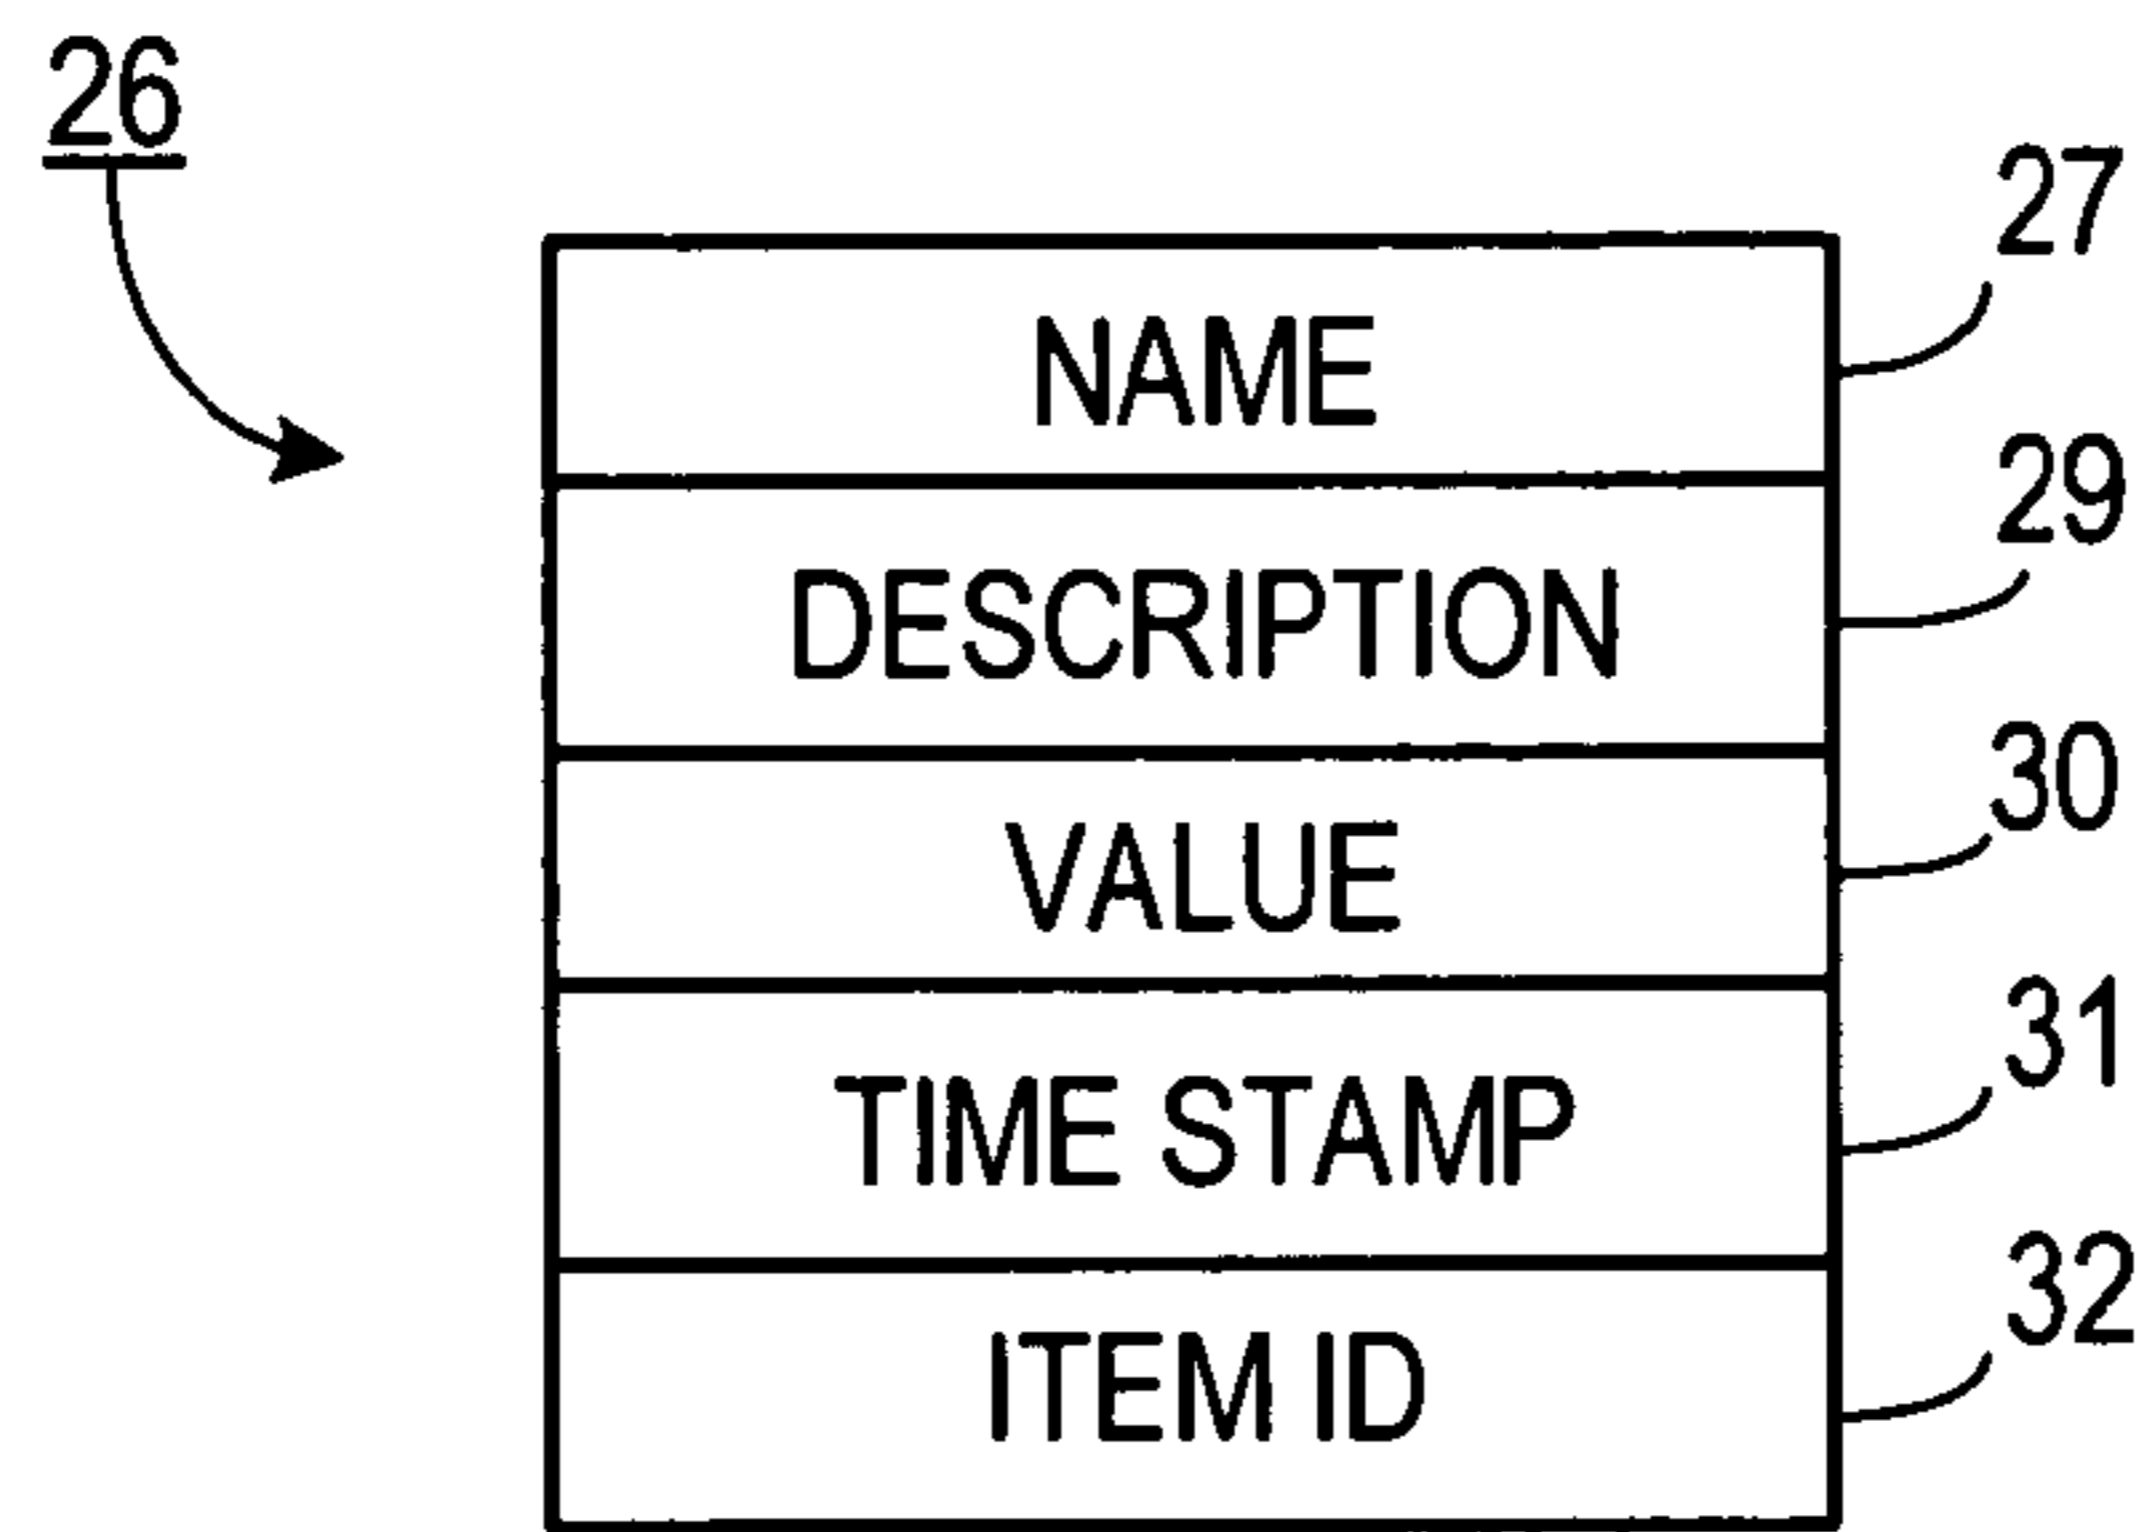 26
27
NAME
29
DESCRIPTION
30
VALUE
31
TIME STAMP
32
ITEM ID